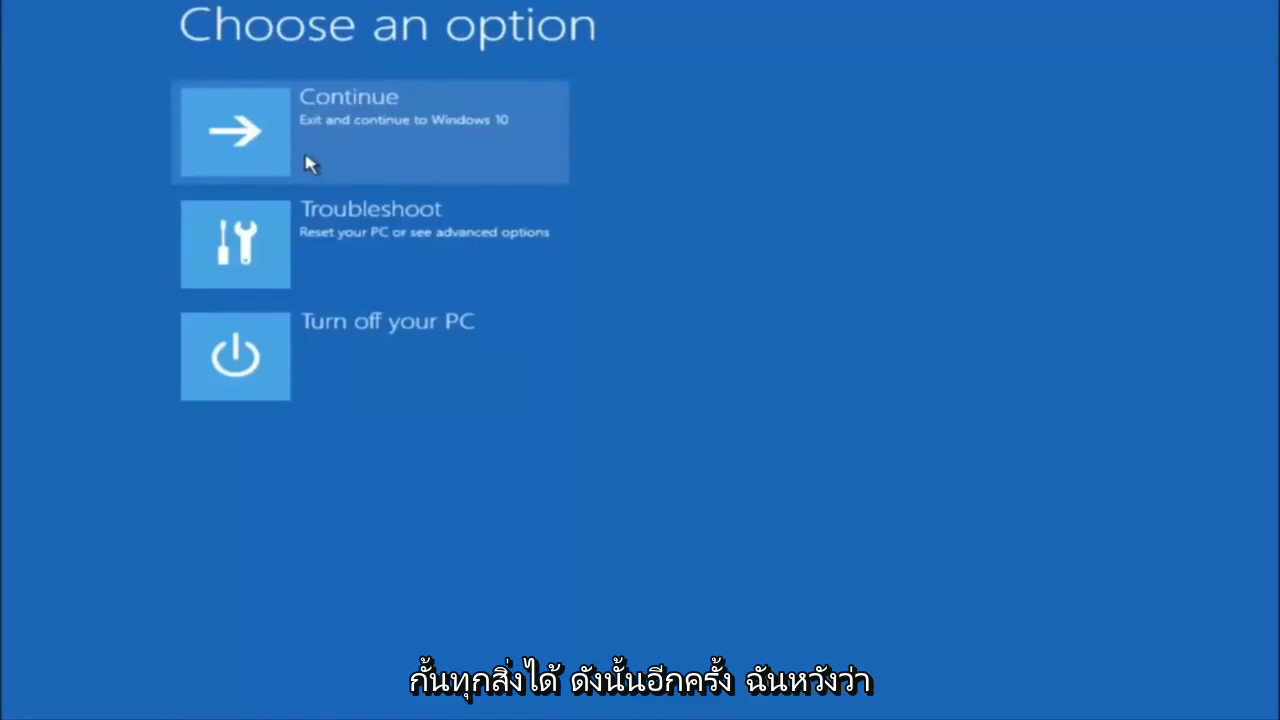 Choose an option
Continue
Exit and continue to Windows 10
Troubleshoot
Reset your PC or see advanced options
Turn off your PC
กั้นทุกสิ่งได้ ดังนั้นอีกครั้ง ฉันหวังว่า